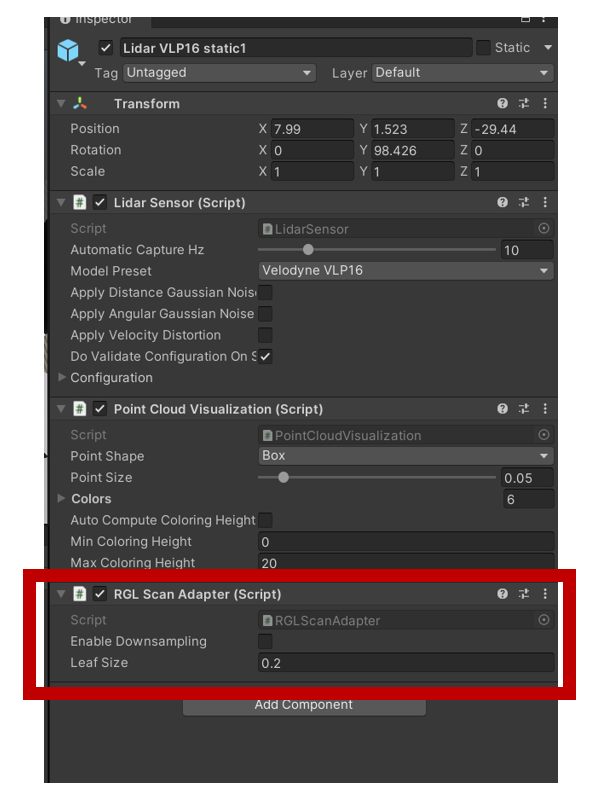 Inspector
Lidar VLP16 static1 Static
Tag Untagged Layer Default
Transform
Position X 7.99 Y 1.523 Z -29.44
Rotation X 0 Y 98.426 Z 0
Scale X 1 Y 1 Z 1
# Lidar Sensor (Script)
Script # LidarSensor
Automatic Capture Hz 10
Model Preset Velodyne VLP16
Apply Distance Gaussian Nois
Apply Angular Gaussian Noise
Apply Velocity Distortion
Do Validate Configuration On S
Configuration
# Point Cloud Visualization (Script)
Script # PointCloudVisualization
Point Shape Box
Point Size 0.05
Colors 6
Auto Compute Coloring Height
Min Coloring Height 0
Max Coloring Height 20
# RGL Scan Adapter (Script)
Script # RGLScanAdapter
Enable Downsampling
Leaf Size 0.2
Add Component